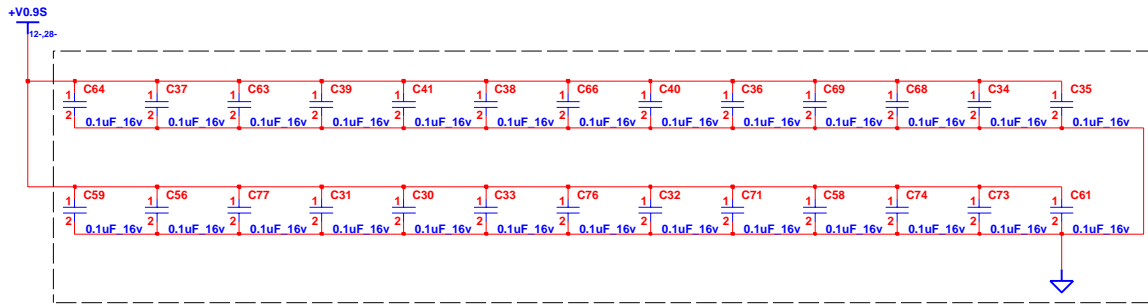 +V0.9S
12-,28-
C64 C37 C63 C39 C41 C38 C66 C40 C36 C69 C68 C34 C35
1 1 1 1 1 1 1 1 1 1 1 1 1
2 2 2 2 2 2 2 2 2 2 2 2 2
0.1uF_16v 0.1uF_16v 0.1uF_16v 0.1uF_16v 0.1uF_16v 0.1uF_16v 0.1uF_16v 0.1uF_16v 0.1uF_16v 0.1uF_16v 0.1uF_16v 0.1uF_16v 0.1uF_16v
C59 C56 C77 C31 C30 C33 C76 C32 C71 C58 C74 C73 C61
1 1 1 1 1 1 1 1 1 1 1 1 1
2 2 2 2 2 2 2 2 2 2 2 2 2
0.1uF_16v 0.1uF_16v 0.1uF_16v 0.1uF_16v 0.1uF_16v 0.1uF_16v 0.1uF_16v 0.1uF_16v 0.1uF_16v 0.1uF_16v 0.1uF_16v 0.1uF_16v 0.1uF_16v